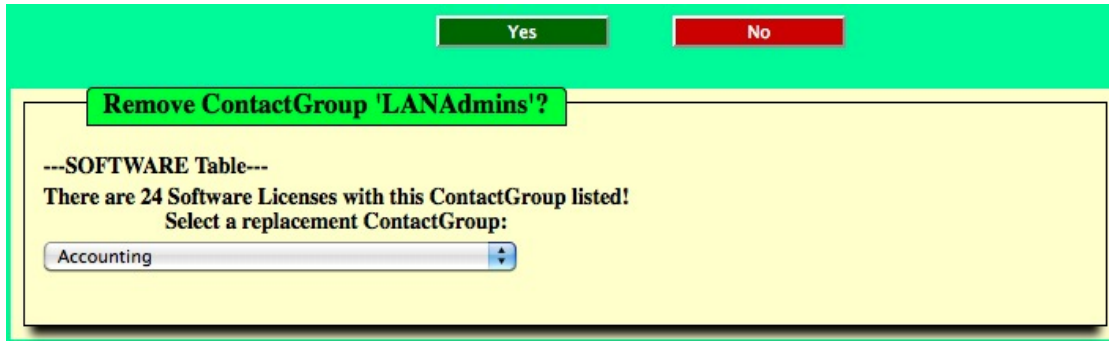 Yes No
Remove ContactGroup 'LANAdmins'?
---SOFTWARE Table---
There are 24 Software Licenses with this ContactGroup listed!
Select a replacement ContactGroup:
Accounting